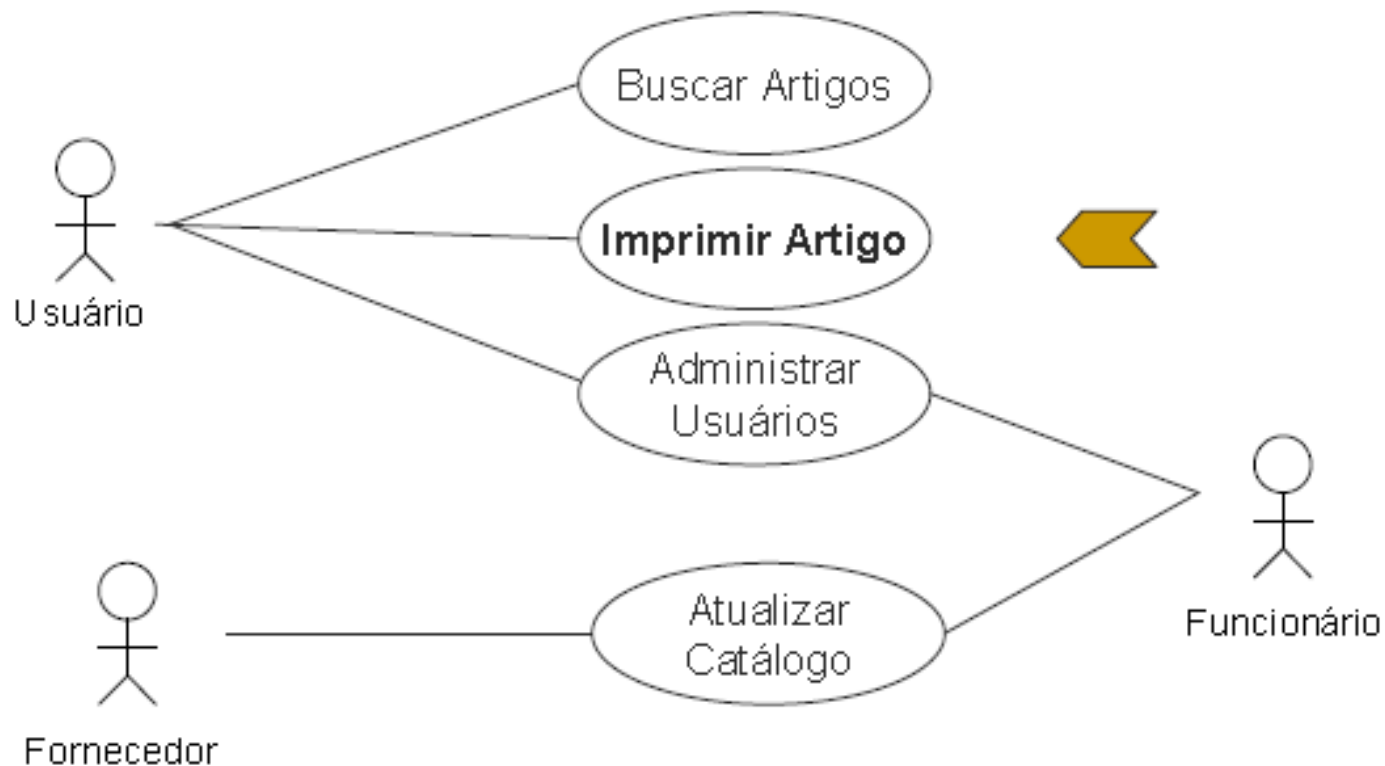 Buscar Artigos
Imprimir Artigo
Usuário
Administrar
Usuários
Atualizar
Catálogo
Funcionário
Fornecedor